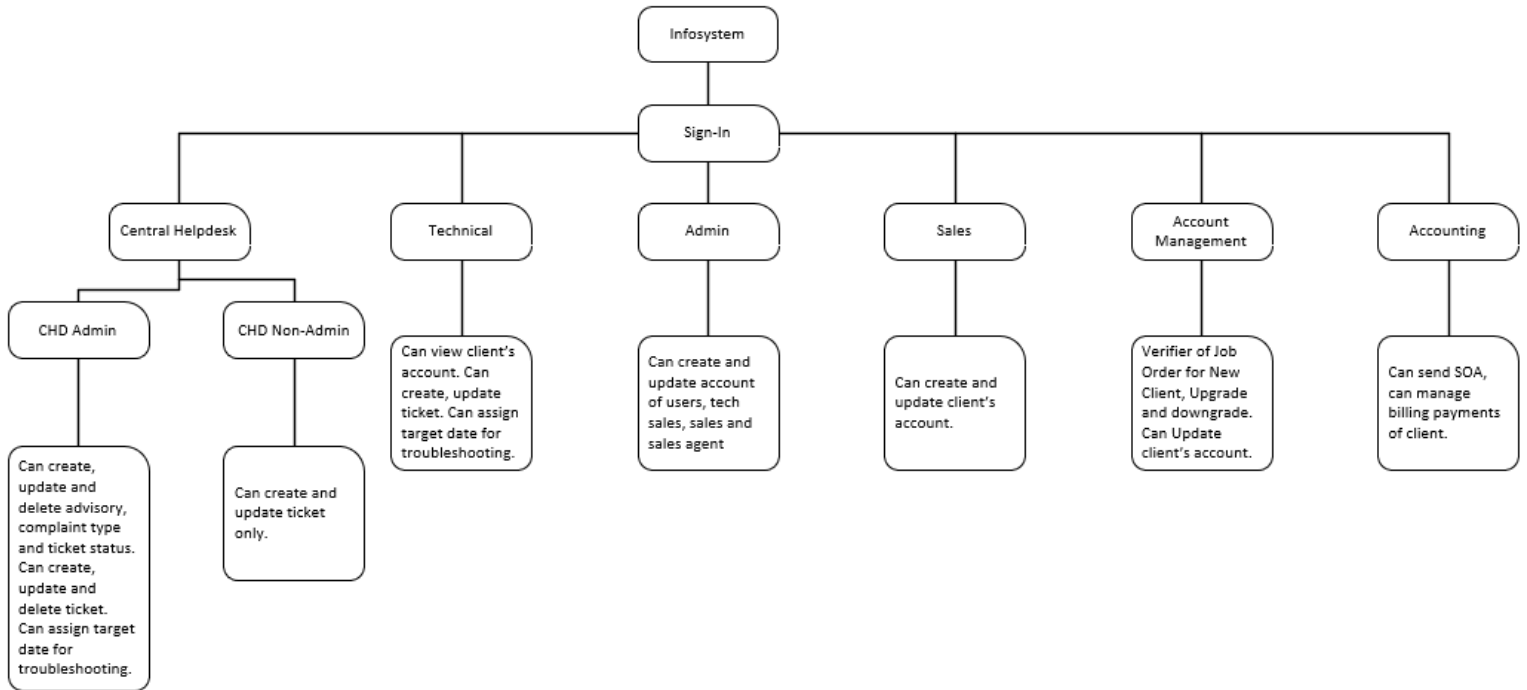 Infosystem
Sign-In
Central Helpdesk
Technical
Admin
Sales
Account
Management
Accounting
CHD Admin
CHD Non-Admin
Can view client's
account. Can
create, update
ticket. Can assign
target date for
troubleshooting.
Can create and
update account
of users, tech
sales, sales and
sales agent
Can create and
update client's
account.
Verifier of Job
Order for New
Client, Upgrade
and downgrade.
Can Update
client's account.
Can send SOA,
can manage
billing payments
of client.
Can create,
update and
delete advisory,
complaint type
and ticket status.
Can create,
update and
delete ticket.
Can assign target
date for
troubleshooting.
Can create and
update ticket
only.